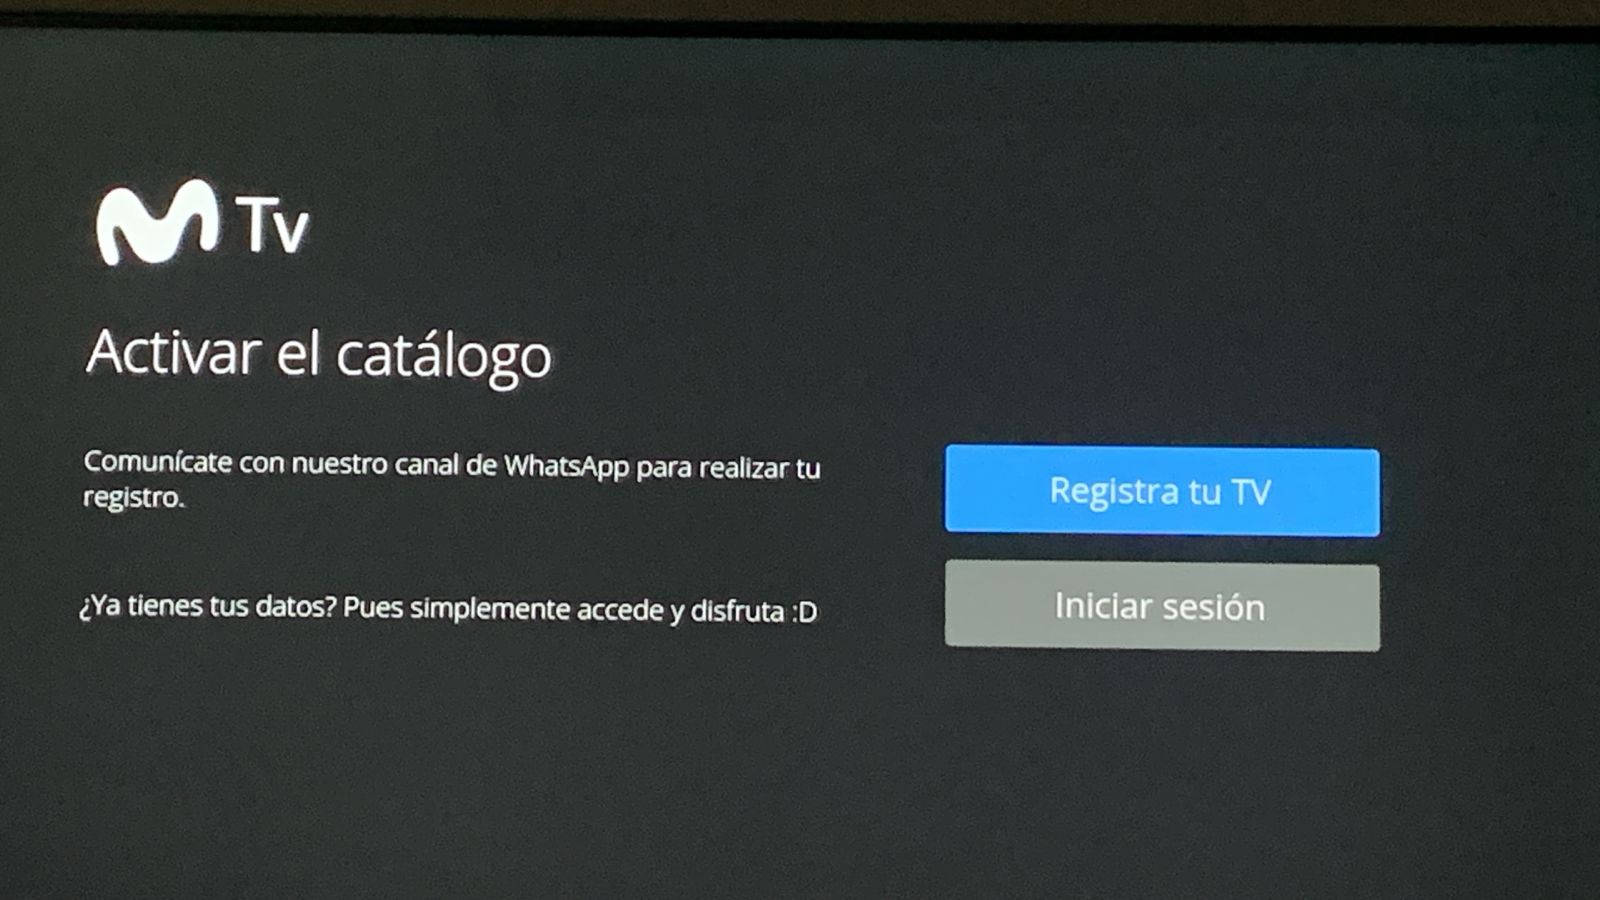 Tv
Activar el catálogo
Comunícate con nuestro canal de WhatsApp para realizar tu
registro.
Registra tu TV
¿Ya tienes tus datos? Pues simplemente accede y disfruta :D
Iniciar sesión